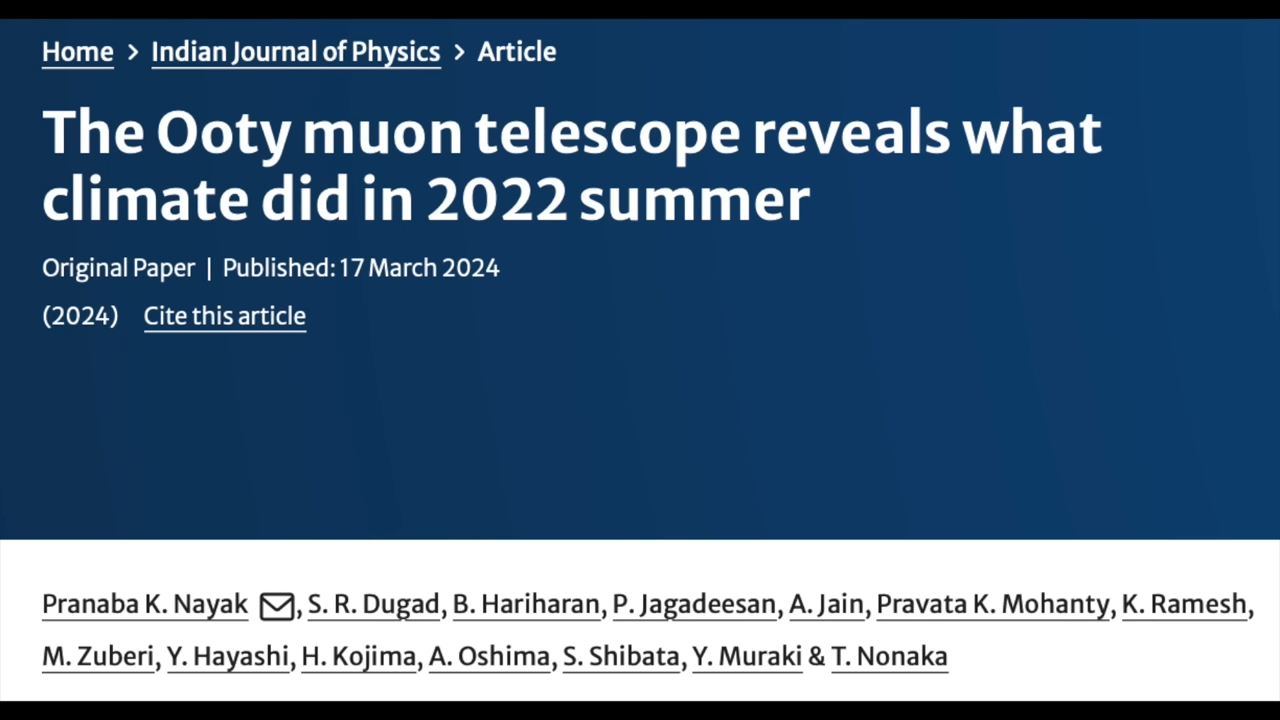 Home > Indian Journal of Physics > Article
The Ooty muon telescope reveals what
climate did in 2022 summer
Original Paper | Published: 17 March 2024
(2024) Cite this article
Pranaba K. Nayak, S. R. Dugad, B. Hariharan, P. Jagadeesan, A. Jain, Pravata K. Mohanty, K. Ramesh,
M. Zuberi, Y. Hayashi, H. Kojima, A. Oshima, S. Shibata, Y. Muraki & T. Nonaka